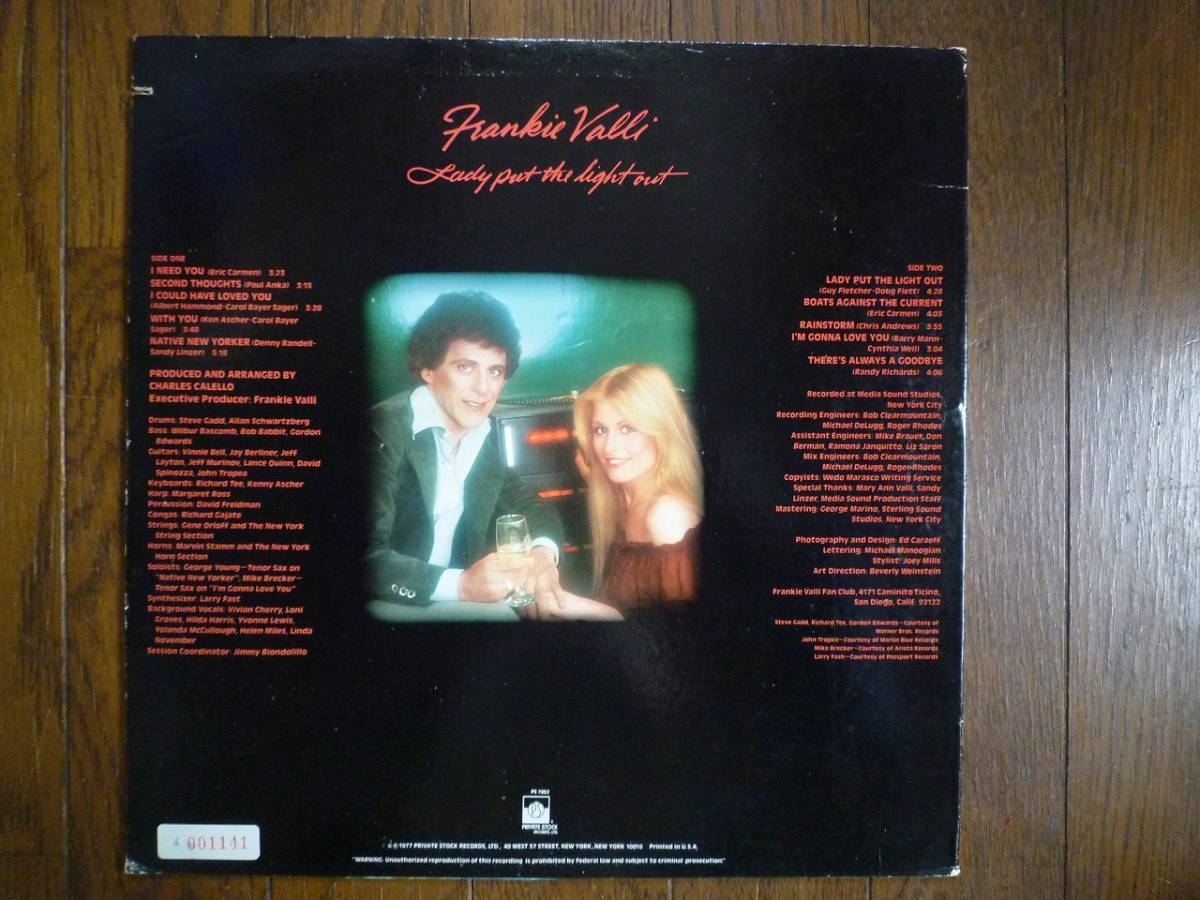 Frankie Valli
Lady put the light out
SIDE ONE
I NEED YOU (Eric Carmen) 3:23
SECOND THOUGHTS (Paul Anka) 3:15
I COULD HAVE LOVED YOU
(Albert Hammond-Carol Bayer Sager) 3:28
WITH YOU (Ken Ascher-Carol Bayer
Sager) 3:48
NATIVE NEW YORKER (Denny Randell-
Sandy Linzer) 5:18
PRODUCED AND ARRANGED BY
CHARLES CALELLO
Executive Producer: Frankie Valli
Drums: Steve Gadd, Allan Schwartzberg
Bass: Wilbur Bascomb, Bob Babbit, Gordon
Edwards
Guitars: Vinnie Bell, Jay Berliner, Jeff
Layton, Jeff Murinov, Lance Quinn, David
Spinozza, John Tropea
Keyboards: Richard Tee, Kenny Ascher
Harp: Margaret Ross
Percussion: David Freidman
Congas: Richard Gajate
Strings: Gene Orloff and The New York
String Section
Horns: Marvin Stamm and The New York
Horn Section
Soloists: George Young—Tenor Sax on
"Native New Yorker", Mike Brecker—
Tenor Sax on "I'm Gonna Love You"
Synthesizer: Larry Fast
Background Vocals: Vivian Cherry, Loni
Groves, Hilda Harris, Yvonne Lewis,
Yolanda McCullough, Helen Miles, Linda
November
Session Coordinator: Jimmy Biondolillo
SIDE TWO
LADY PUT THE LIGHT OUT
(Guy Fletcher-Doug Flett) 4:28
BOATS AGAINST THE CURRENT
(Eric Carmen) 4:03
RAINSTORM (Chris Andrews) 3:55
I'M GONNA LOVE YOU (Barry Mann-
Cynthia Weil) 3:04
THERE'S ALWAYS A GOODBYE
(Randy Richards) 4:06
Recorded at Media Sound Studios,
New York City
Recording Engineers: Bob Clearmountain,
Michael DeLugg, Roger Rhodes
Assistant Engineers: Mike Brauer, Don
Berman, Ramona Janquitto, Liz Saron
Mix Engineers: Bob Clearmountain,
Michael DeLugg, Roger Rhodes
Copyists: Wedo Marasco Writing Service
Special Thanks: Mary Ann Valli, Sandy
Linzer, Media Sound Production Staff
Mastering: George Marino, Sterling Sound
Studios, New York City
Photography and Design: Ed Caraeff
Lettering: Michael Manoogian
Stylist: Joey Mills
Art Direction: Beverly Weinstein
Frankie Valli Fan Club, 4171 Caminito Ticino,
San Diego, Calif. 92122
Steve Gadd, Richard Tee, Gordon Edwards—Courtesy of
Warner Bros. Records
John Tropea—Courtesy of Marlin Blue Records
Mike Brecker—Courtesy of Arista Records
Larry Fash—Courtesy of Passport Records
PS 7002
PRIVATE STOCK
RECORDS, LTD.
001141
℗©1977 PRIVATE STOCK RECORDS, LTD., 40 WEST 57 STREET, NEW YORK, NEW YORK 10019 Printed in U.S.A.
"WARNING: Unauthorized reproduction of this recording is prohibited by Federal law and subject to criminal prosecution."